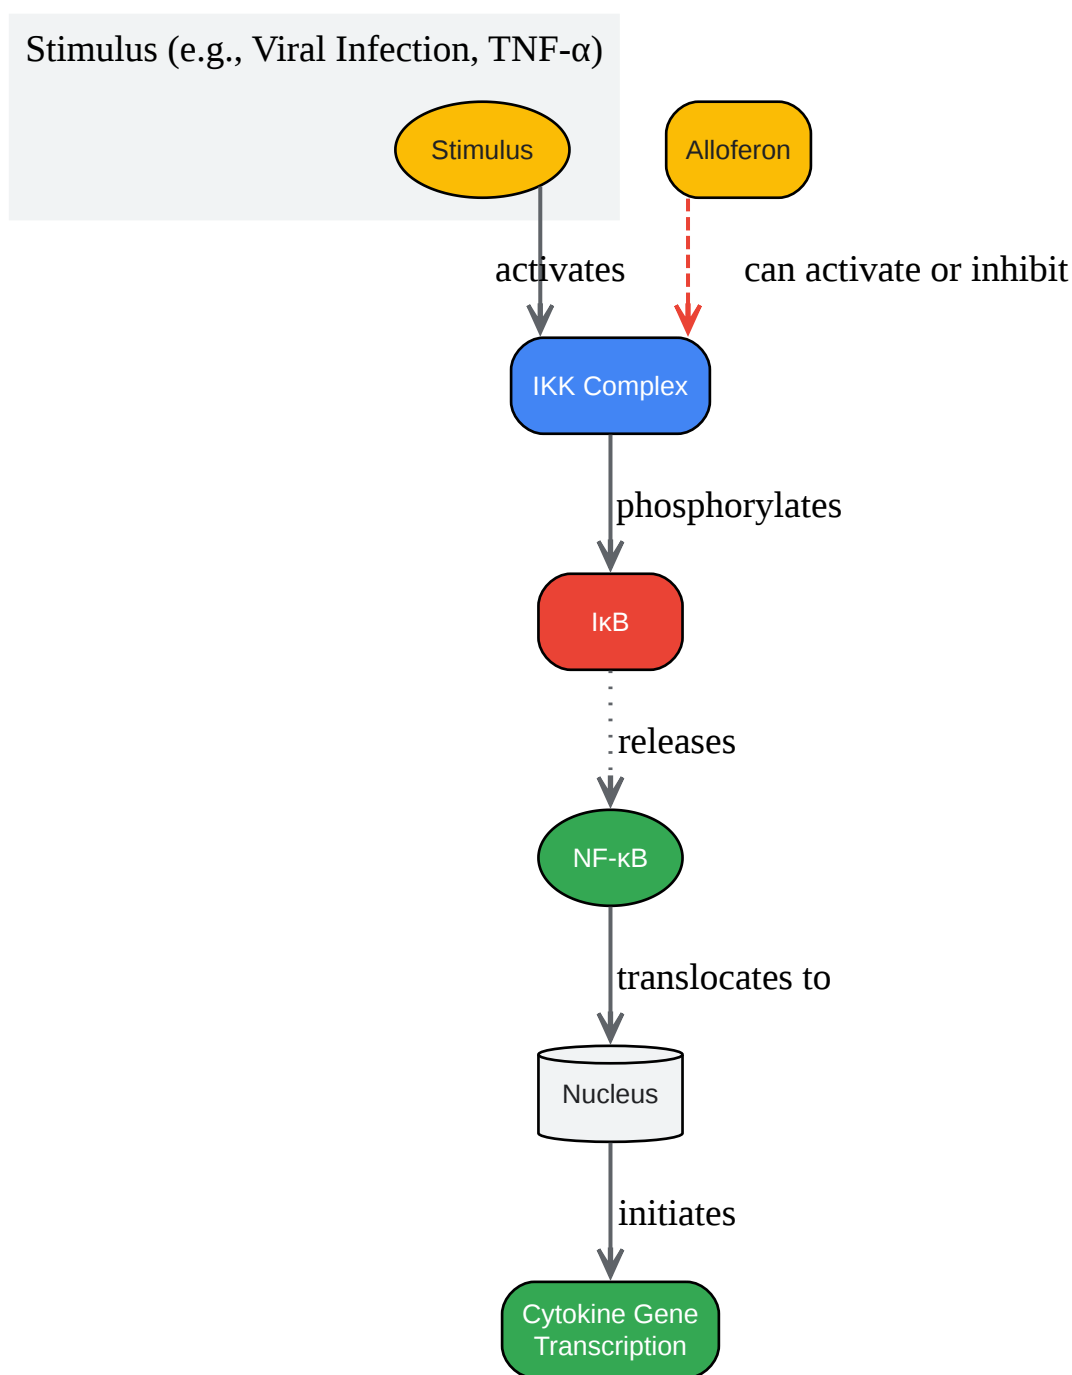 Stimulus (e.g., Viral Infection, TNF-α)
Stimulus
Alloferon
activates
can activate or inhibit
IKK Complex
phosphorylates
IκB
releases
NF-κB
translocates to
Nucleus
initiates
Cytokine Gene
Transcription